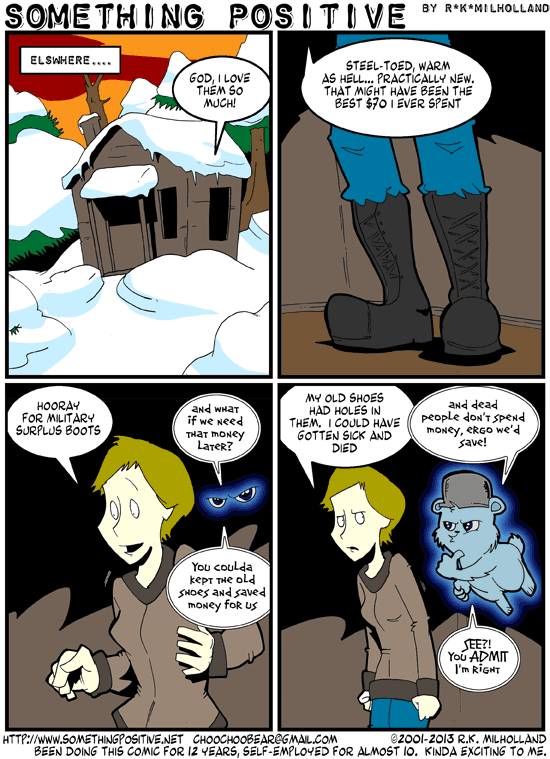 SOMETHING POSITIVE
BY R*K*MILHOLLAND
ELSWHERE....
GOD, I LOVE
THEM SO
MUCH!
STEEL-TOED, WARM
AS HELL... PRACTICALLY NEW.
THAT MIGHT HAVE BEEN THE
BEST $70 I EVER SPENT
HOORAY
FOR MILITARY
SURPLUS BOOTS
and what
if we need
that money
later?
You coulda
kept the old
shoes and saved
money for us
MY OLD SHOES
HAD HOLES IN
THEM. I COULD HAVE
GOTTEN SICK AND
DIED
and dead
people don't spend
money, ergo we'd
save!
SEE?!
You ADMIT
I'm right
HTTP://WWW.SOMETHINGPOSITIVE.NET CHOOCHOOBEAR@GMAIL.COM ©2001-2013 R.K. MILHOLLAND
BEEN DOING THIS COMIC FOR 12 YEARS, SELF-EMPLOYED FOR ALMOST 10. KINDA EXCITING TO ME.